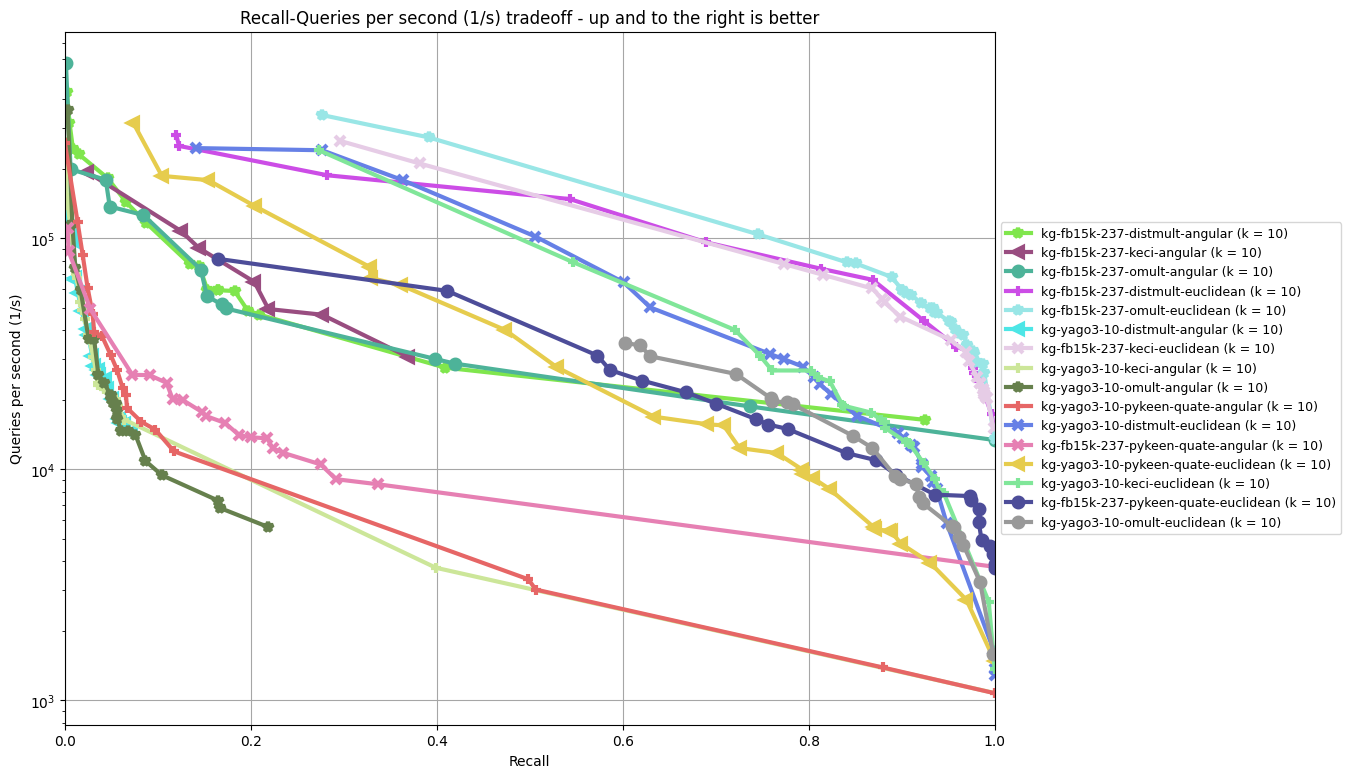 Recall-Queries per second (1/s) tradeoff - up and to the right is better
Queries per second (1/s)
10^5
10^4
10^3
0.0 0.2 0.4 0.6 0.8 1.0
Recall
kg-fb15k-237-distmult-angular (k = 10)
kg-fb15k-237-keci-angular (k = 10)
kg-fb15k-237-omult-angular (k = 10)
kg-fb15k-237-distmult-euclidean (k = 10)
kg-fb15k-237-omult-euclidean (k = 10)
kg-yago3-10-distmult-angular (k = 10)
kg-fb15k-237-keci-euclidean (k = 10)
kg-yago3-10-keci-angular (k = 10)
kg-yago3-10-omult-angular (k = 10)
kg-yago3-10-pykeen-quate-angular (k = 10)
kg-yago3-10-distmult-euclidean (k = 10)
kg-fb15k-237-pykeen-quate-angular (k = 10)
kg-yago3-10-pykeen-quate-euclidean (k = 10)
kg-yago3-10-keci-euclidean (k = 10)
kg-fb15k-237-pykeen-quate-euclidean (k = 10)
kg-yago3-10-omult-euclidean (k = 10)